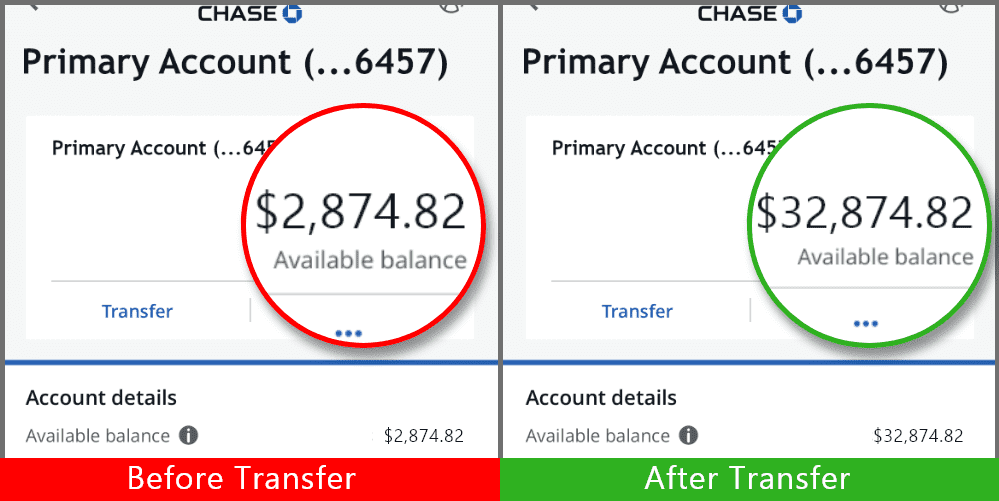 CHASE
Primary Account (...6457)
Primary Account (...645
$2,874.82
Available balance
Transfer
Account details
Available balance
$2,874.82
Before Transfer
CHASE
Primary Account (...6457)
Primary Account (...645
$32,874.82
Available balance
Transfer
Account details
Available balance
$32,874.82
After Transfer